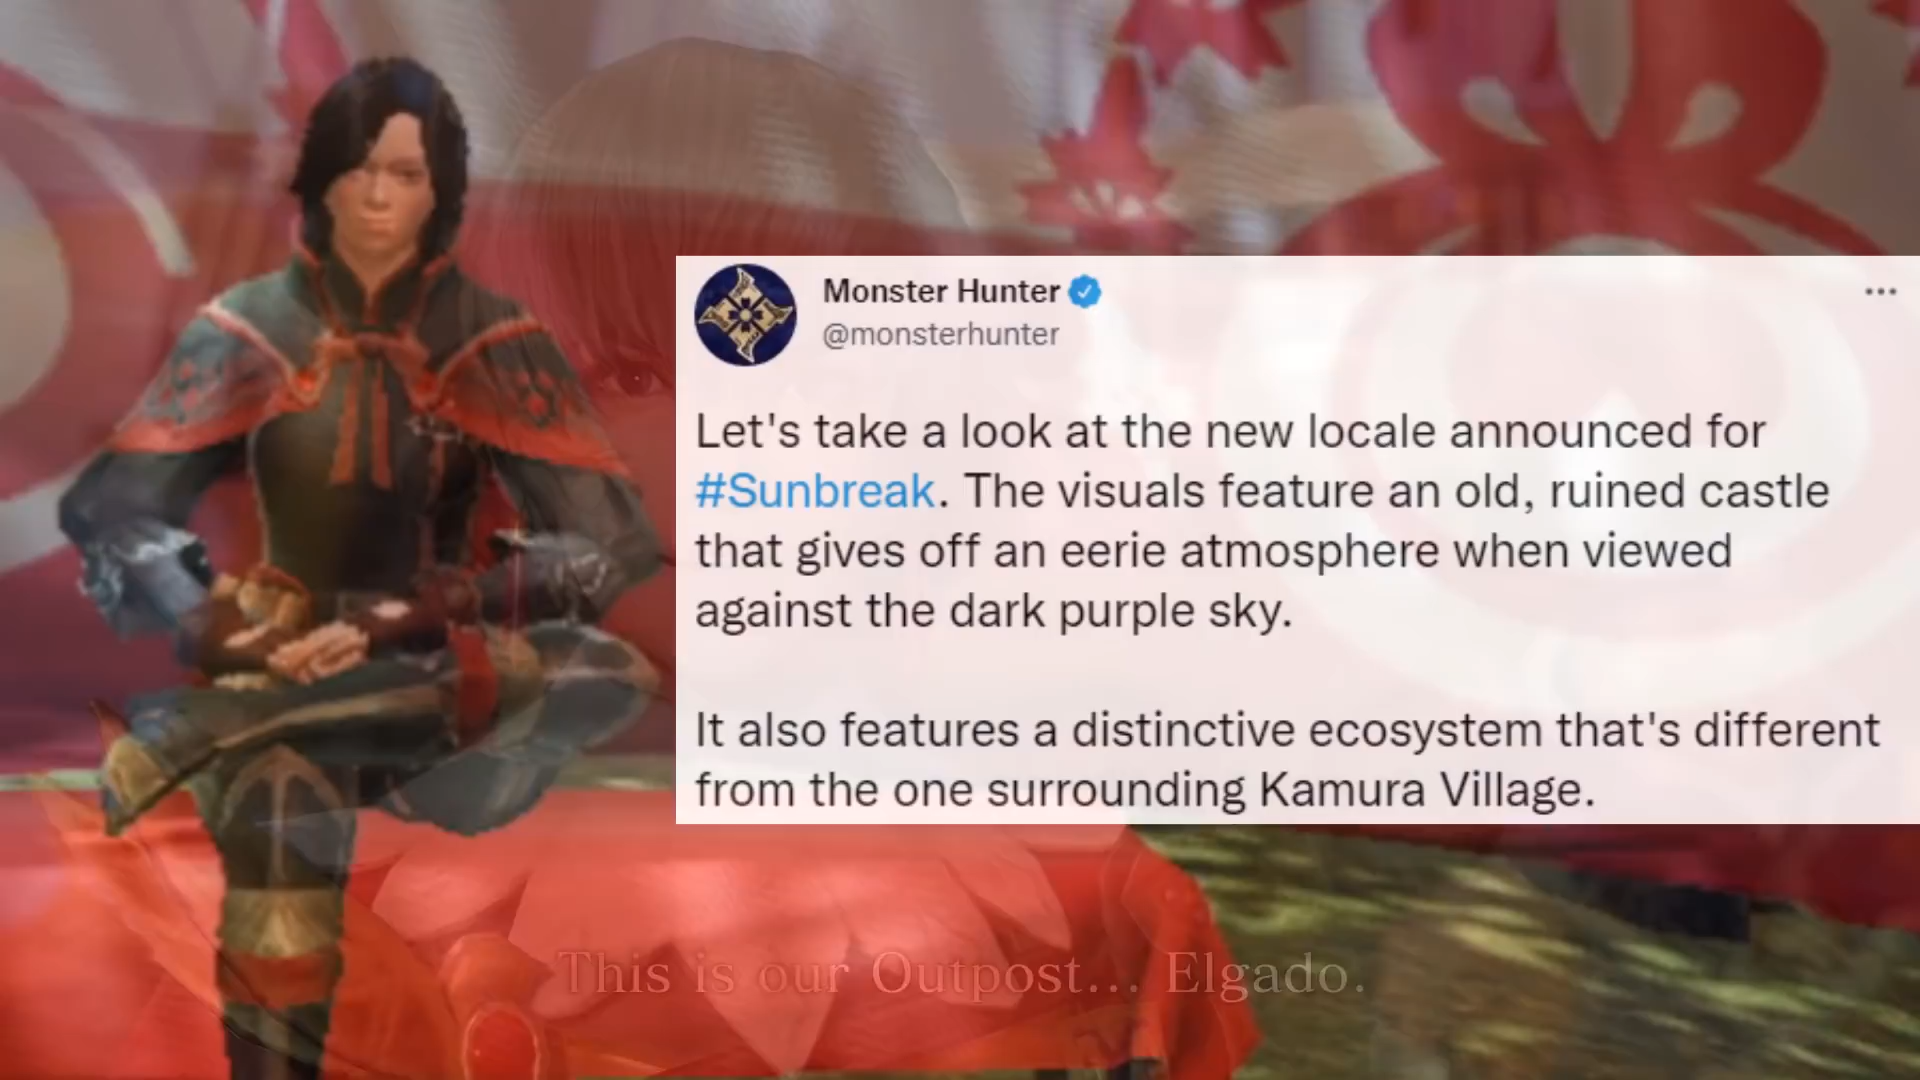 Monster Hunter
@monsterhunter
Let's take a look at the new locale announced for
#Sunbreak. The visuals feature an old, ruined castle
that gives off an eerie atmosphere when viewed
against the dark purple sky.
It also features a distinctive ecosystem that's different
from the one surrounding Kamura Village.
This is our Outpost... Elgado.